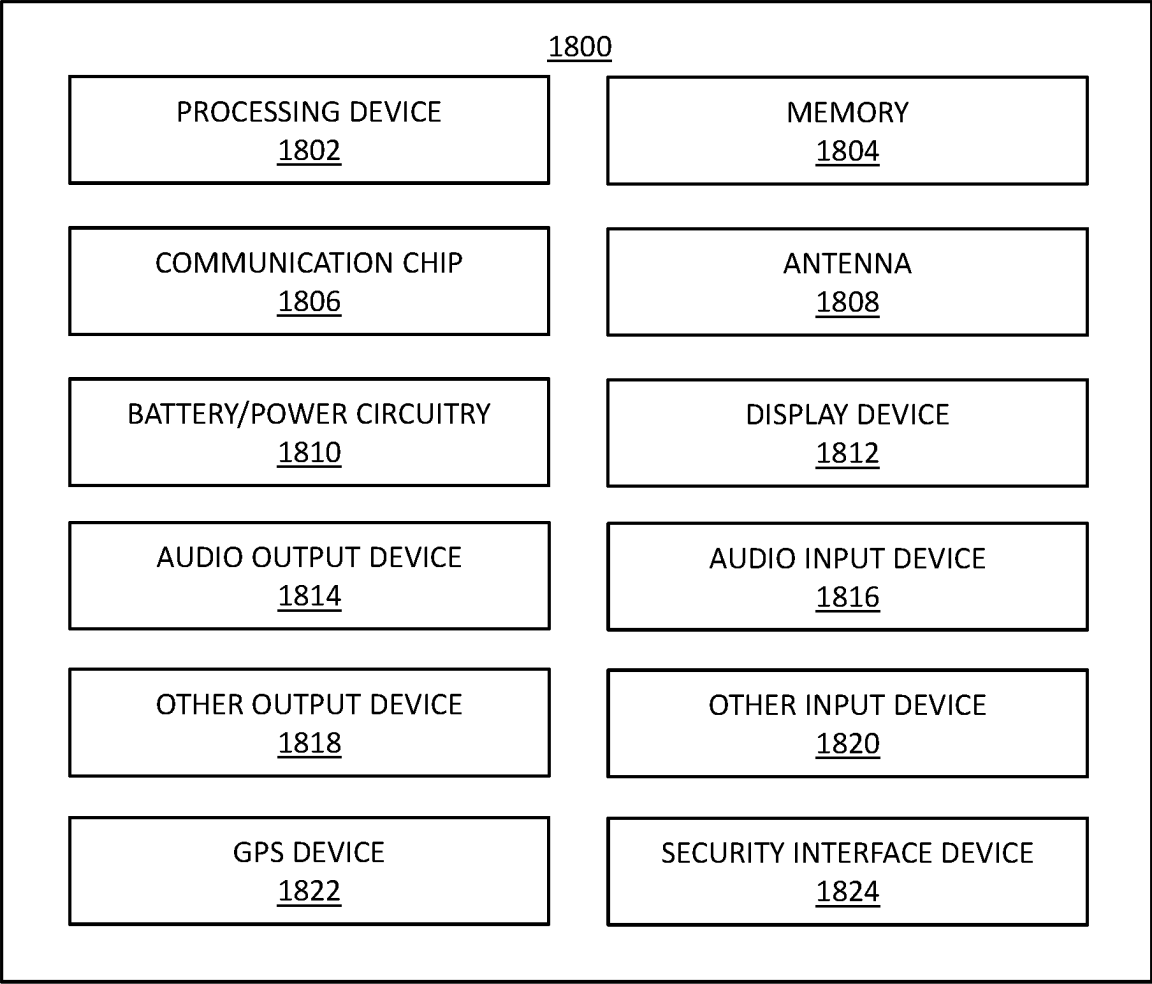 1800
PROCESSING DEVICE
1802
MEMORY
1804
COMMUNICATION CHIP
1806
ANTENNA
1808
BATTERY/POWER CIRCUITRY
1810
DISPLAY DEVICE
1812
AUDIO OUTPUT DEVICE
1814
AUDIO INPUT DEVICE
1816
OTHER OUTPUT DEVICE
1818
OTHER INPUT DEVICE
1820
GPS DEVICE
1822
SECURITY INTERFACE DEVICE
1824